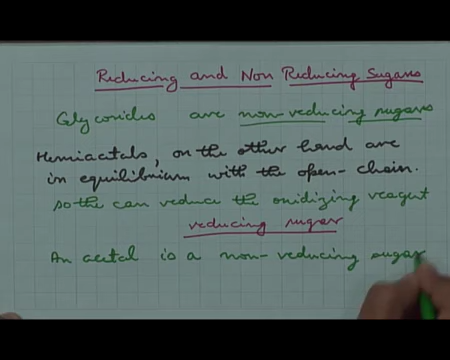 Reducing and Non Reducing Sugars
Glycosides are non-reducing sugars
Hemiacetals, on the other hand are
in equilibrium with the open-chain.
so the can reduce the oxidizing reagent
reducing sugar
An acetal is a non-reducing sugar